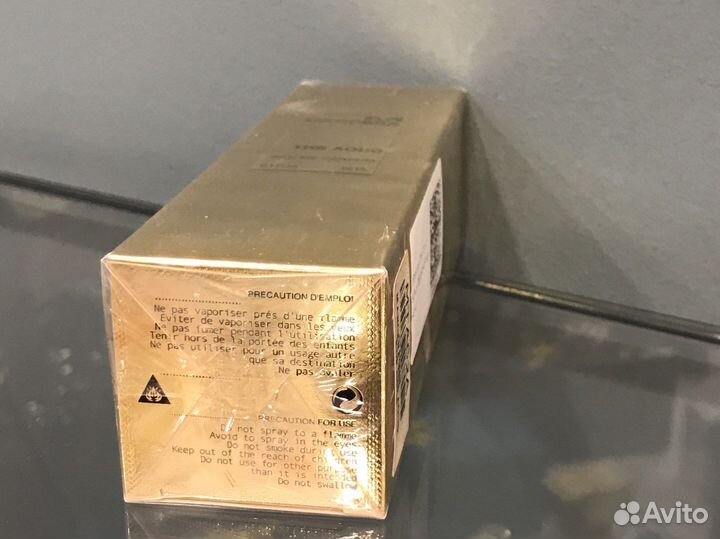 PRECAUTION D'EMPLOI
Ne pas vaporiser prés d'une flamme
Eviter de vaporiser dans les yeux
Ne pas fumer pendant l'utilisation
Tenir hors de la portée des enfants
Ne pas utiliser pour un usage autre
que sa destination
Ne pas avaler
PRECAUTION FOR USE
Do not spray to a flamme
Avoid to spray in the eyes
Do not smoke during use
Keep out of the reach of children
Do not use for other purpose
than it is intended
Do not swallow
Avito